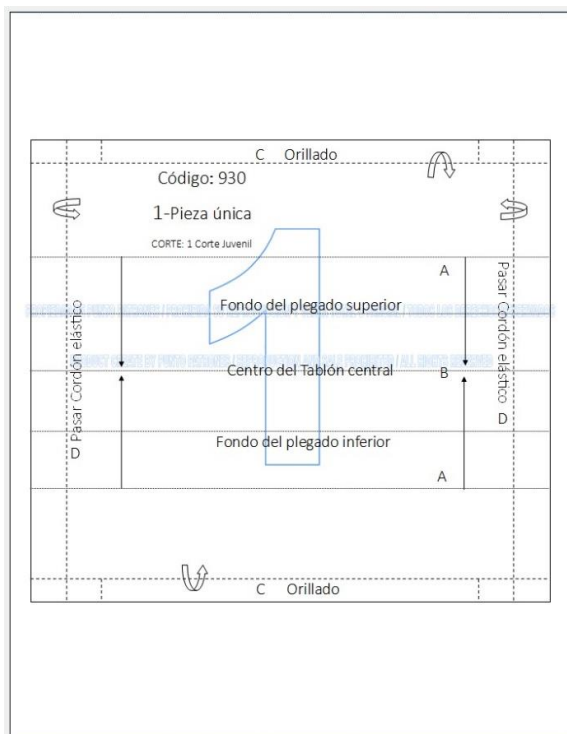 C Orillado
Código: 930
1-Pieza única
CORTE: 1 Corte Juvenil
1
A
Fondo del plegado superior
Pasar Cordón elástico
D
Centro del Tablón central
B
Pasar Cordón elástico
D
Fondo del plegado inferior
A
C Orillado